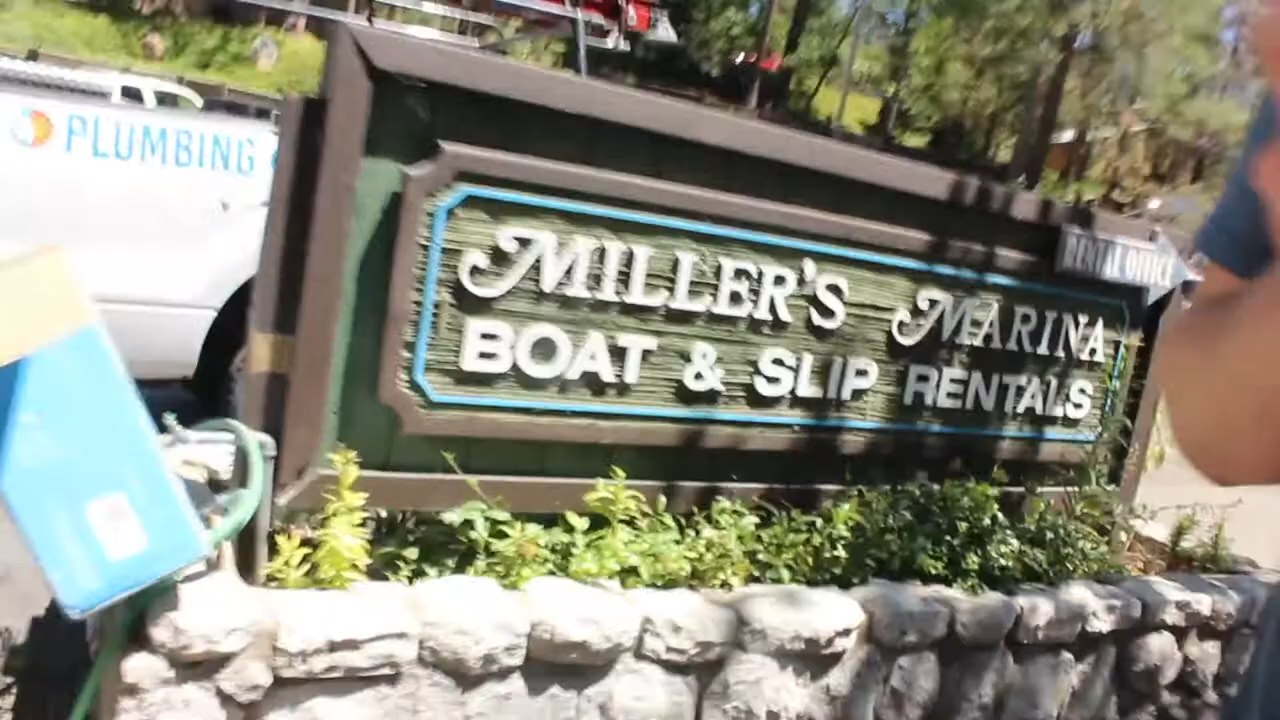 PLUMBING
MILLER'S MARINA
BOAT & SLIP RENTALS
RENTAL OFFICE